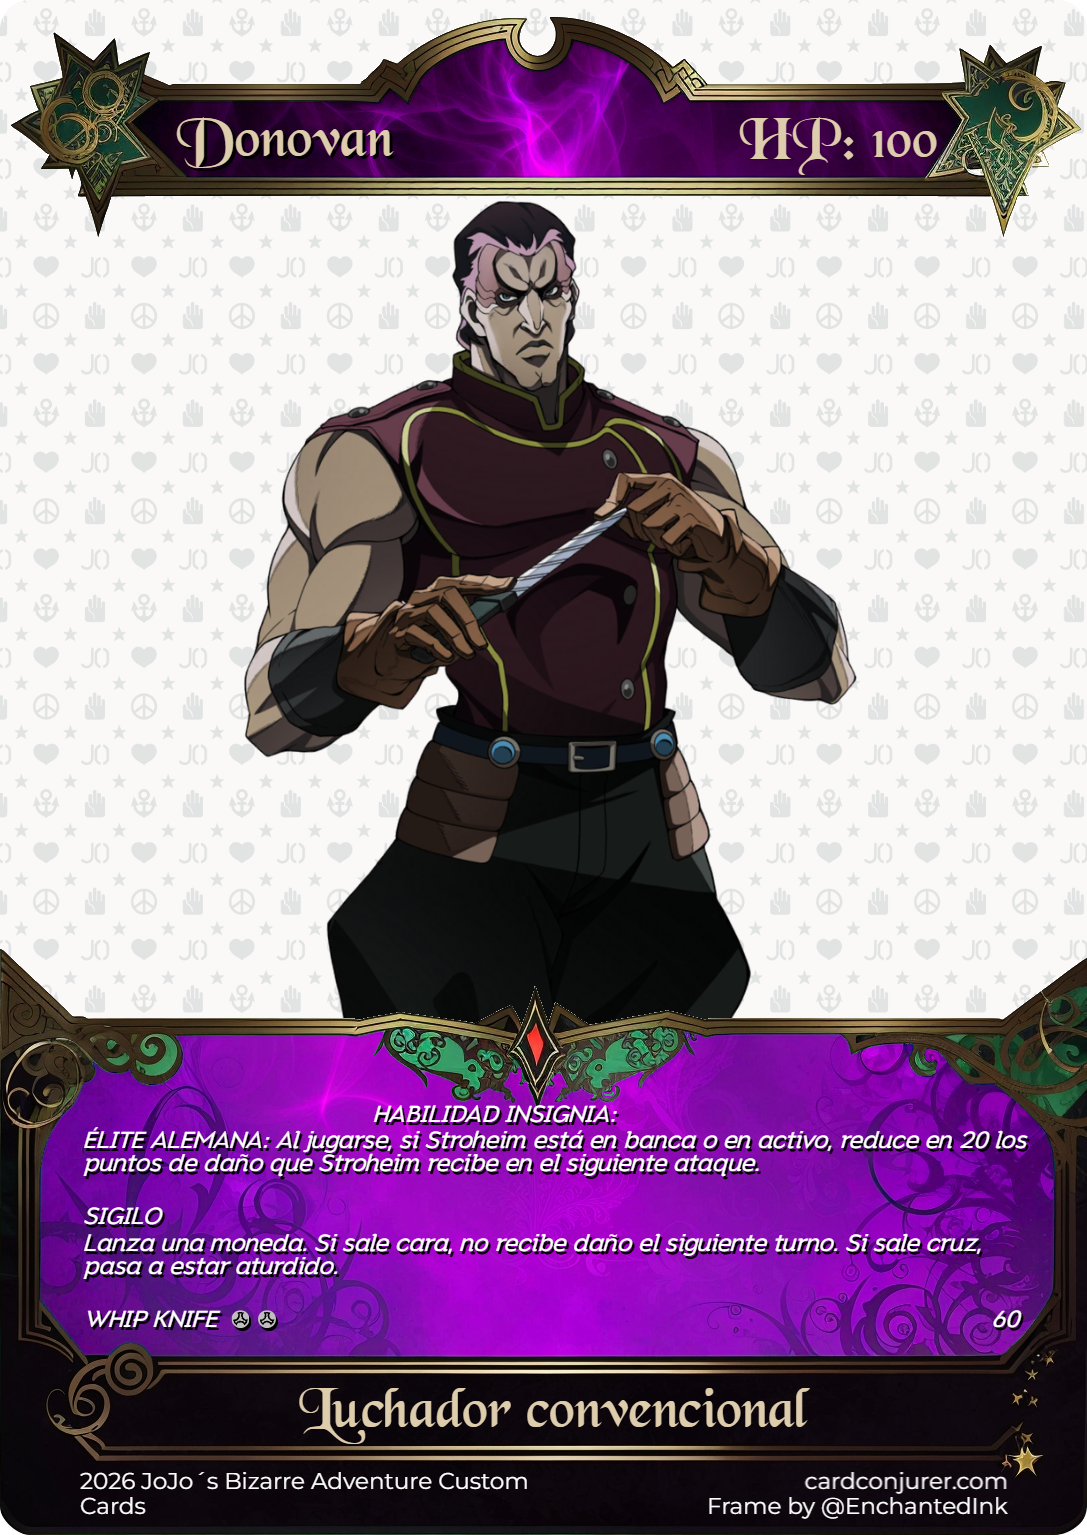 Donovan
HP: 100
HABILIDAD INSIGNIA:
ÉLITE ALEMANA: Al jugarse, si Stroheim está en banca o en activo, reduce en 20 los
puntos de daño que Stroheim recibe en el siguiente ataque.
SIGILO
Lanza una moneda. Si sale cara, no recibe daño el siguiente turno. Si sale cruz,
pasa a estar aturdido.
WHIP KNIFE 60
Luchador convencional
2026 JoJo´s Bizarre Adventure Custom
Cards
cardconjurer.com
Frame by @EnchantedInk